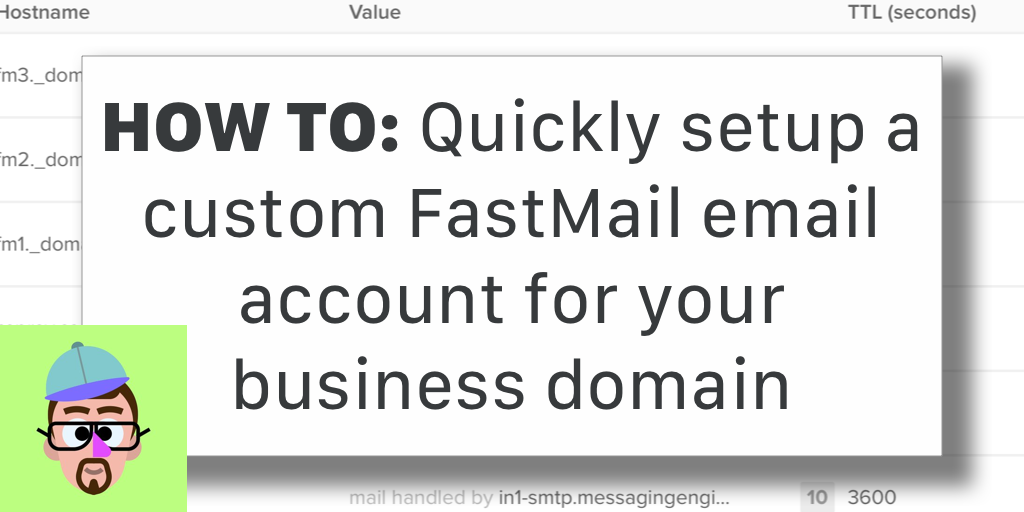 Hostname Value TTL (seconds)
fm3._dom
HOW TO: Quickly setup a
fm2._dom
custom FastMail email
fm1._doma
account for your
business domain
mail handled by in1-smtp.messagingengi... 10 3600